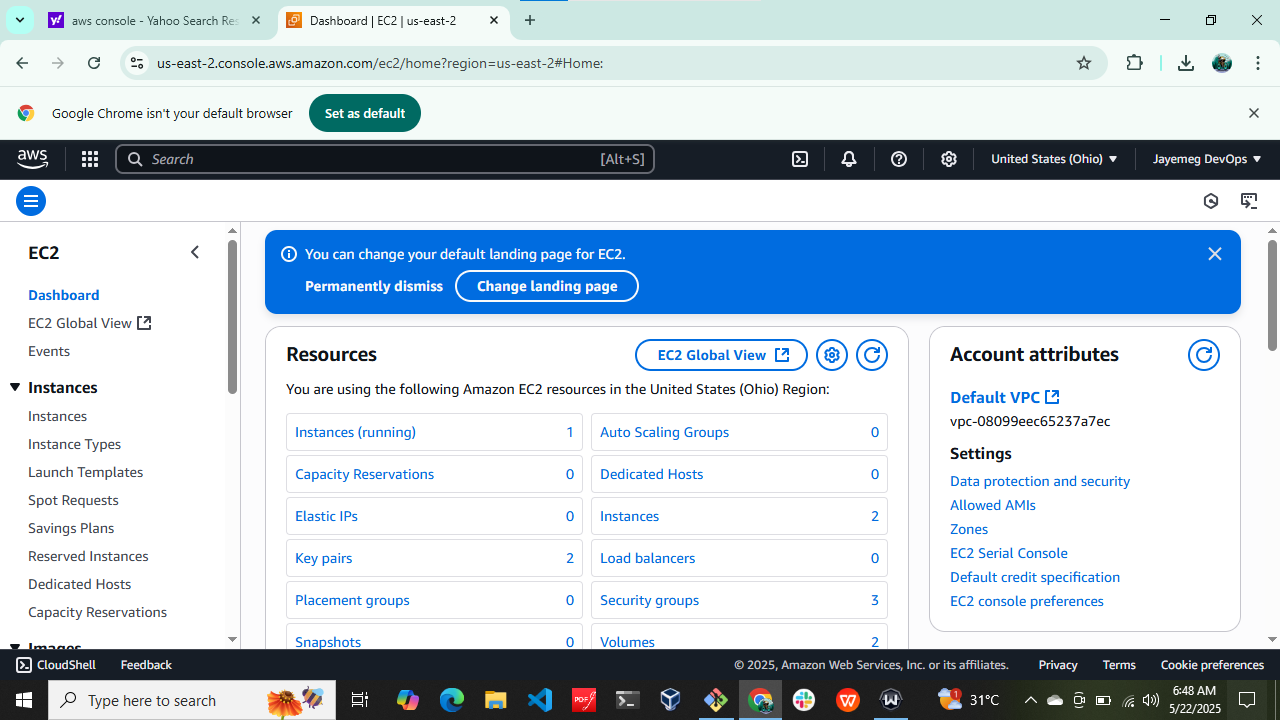 aws console - Yahoo Search Res
Dashboard | EC2 | us-east-2
us-east-2.console.aws.amazon.com/ec2/home?region=us-east-2#Home:
Google Chrome isn't your default browser
Set as default
aws
Search
[Alt+S]
United States (Ohio)
Jayemeg DevOps
EC2
Dashboard
EC2 Global View
Events
Instances
Instances
Instance Types
Launch Templates
Spot Requests
Savings Plans
Reserved Instances
Dedicated Hosts
Capacity Reservations
Images
You can change your default landing page for EC2.
Permanently dismiss
Change landing page
Resources
EC2 Global View
You are using the following Amazon EC2 resources in the United States (Ohio) Region:
Instances (running) 1
Auto Scaling Groups 0
Capacity Reservations 0
Dedicated Hosts 0
Elastic IPs 0
Instances 2
Key pairs 2
Load balancers 0
Placement groups 0
Security groups 3
Snapshots 0
Volumes 2
Account attributes
Default VPC
vpc-08099eec65237a7ec
Settings
Data protection and security
Allowed AMIs
Zones
EC2 Serial Console
Default credit specification
EC2 console preferences
CloudShell
Feedback
© 2025, Amazon Web Services, Inc. or its affiliates.
Privacy
Terms
Cookie preferences
Type here to search
PDF
1
31°C
6:48 AM
5/22/2025